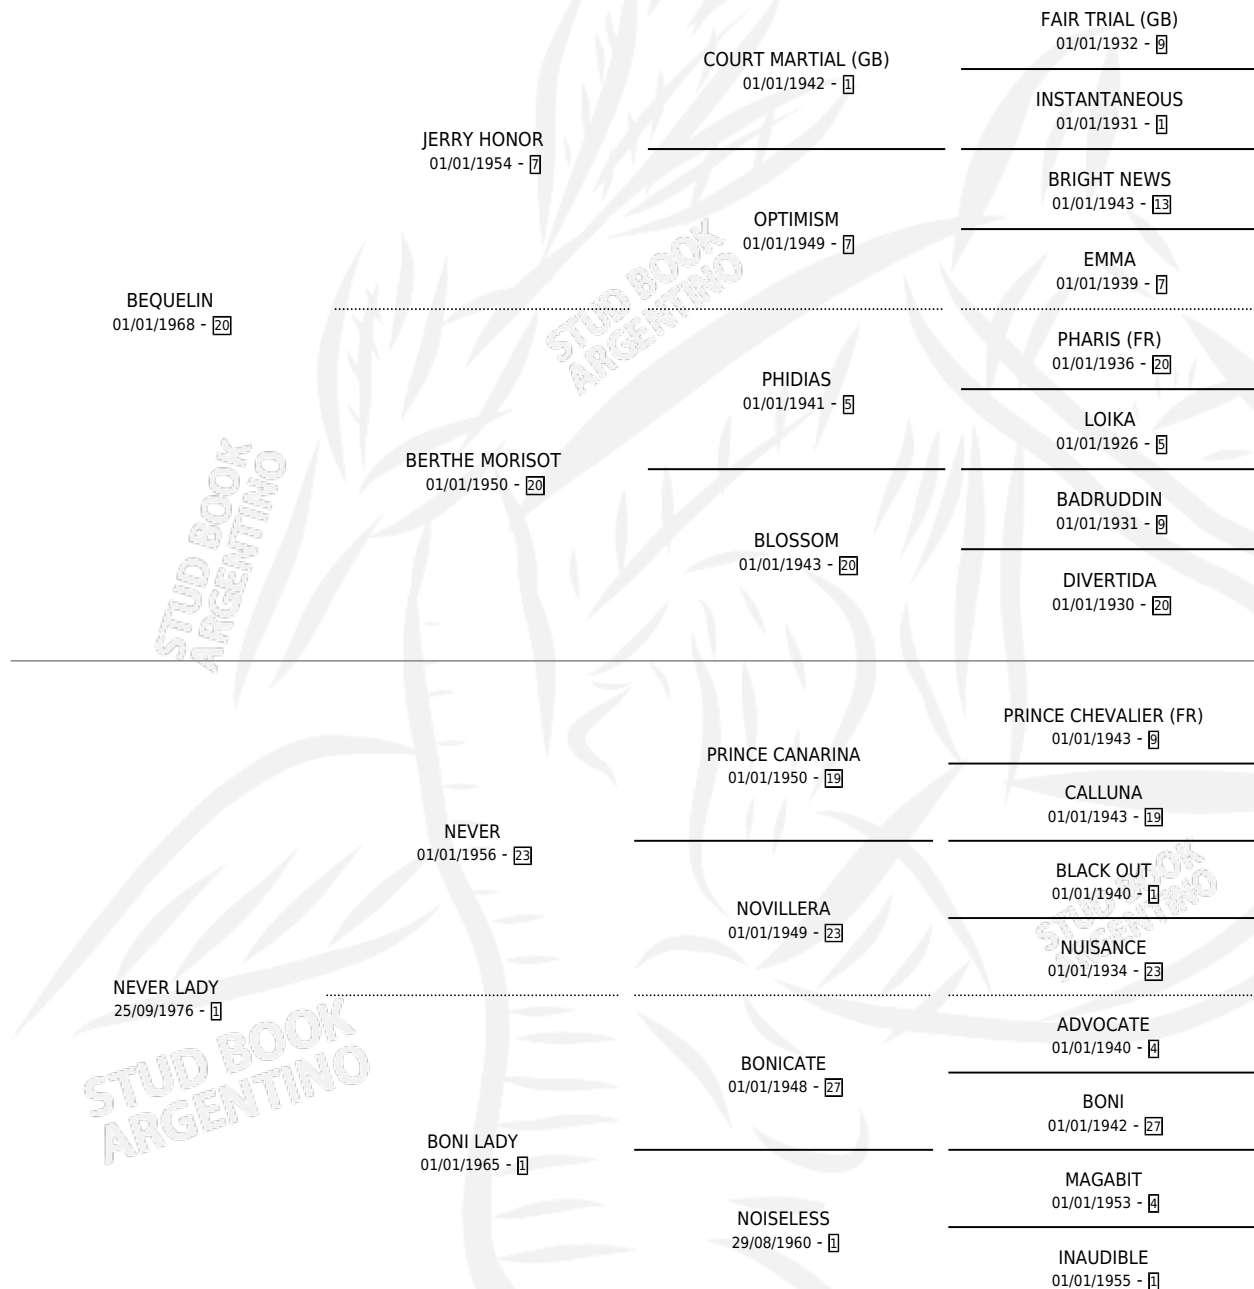 FAIR TRIAL (GB)
01/01/1932 - 9
COURT MARTIAL (GB)
01/01/1942 - 1
INSTANTANEOUS
01/01/1931 - 1
JERRY HONOR
01/01/1954 - 7
BRIGHT NEWS
01/01/1943 - 13
OPTIMISM
01/01/1949 - 7
EMMA
01/01/1939 - 7
BEQUELIN
01/01/1968 - 20
PHARIS (FR)
01/01/1936 - 20
PHIDIAS
01/01/1941 - 5
LOIKA
01/01/1926 - 5
BERTHE MORISOT
01/01/1950 - 20
BADRUDDIN
01/01/1931 - 9
BLOSSOM
01/01/1943 - 20
DIVERTIDA
01/01/1930 - 20
PRINCE CHEVALIER (FR)
01/01/1943 - 9
PRINCE CANARINA
01/01/1950 - 19
CALLUNA
01/01/1943 - 19
NEVER
01/01/1956 - 23
BLACK OUT
01/01/1940 - 1
NOVILLERA
01/01/1949 - 23
NUISANCE
01/01/1934 - 23
NEVER LADY
25/09/1976 - 1
ADVOCATE
01/01/1940 - 4
BONICATE
01/01/1948 - 27
BONI
01/01/1942 - 27
BONI LADY
01/01/1965 - 1
MAGABIT
01/01/1953 - 4
NOISELESS
29/08/1960 - 1
INAUDIBLE
01/01/1955 - 1
STUD BOOK
ARGENTINO
STUD BOOK
ARGENTINO
STUD BOOK
ARGENTINO
STUD BOOK
ARGENTINO